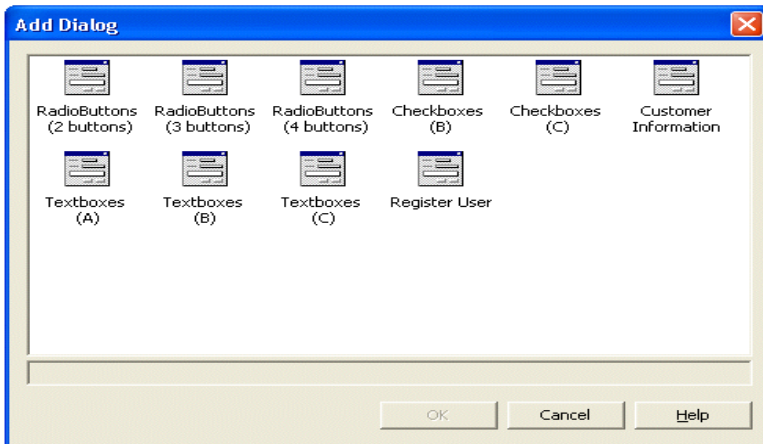 Add Dialog
RadioButtons RadioButtons RadioButtons Checkboxes Checkboxes Customer
(2 buttons) (3 buttons) (4 buttons) (B) (C) Information
Textboxes Textboxes Textboxes Register User
(A) (B) (C)
OK Cancel Help